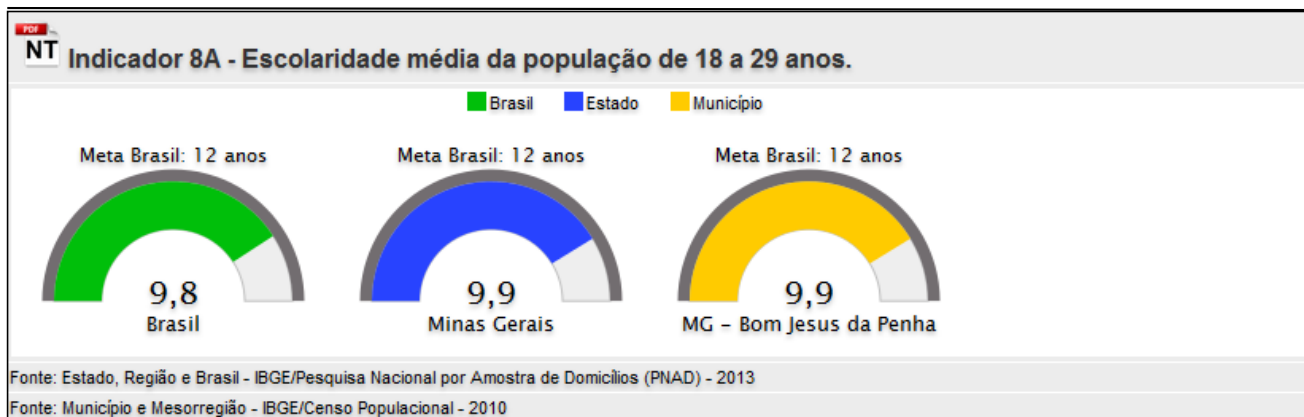 PDF
NT Indicador 8A - Escolaridade média da população de 18 a 29 anos.
Brasil Estado Município
Meta Brasil: 12 anos Meta Brasil: 12 anos Meta Brasil: 12 anos
9,8 9,9 9,9
Brasil Minas Gerais MG - Bom Jesus da Penha
Fonte: Estado, Região e Brasil - IBGE/Pesquisa Nacional por Amostra de Domicílios (PNAD) - 2013
Fonte: Município e Mesorregião - IBGE/Censo Populacional - 2010